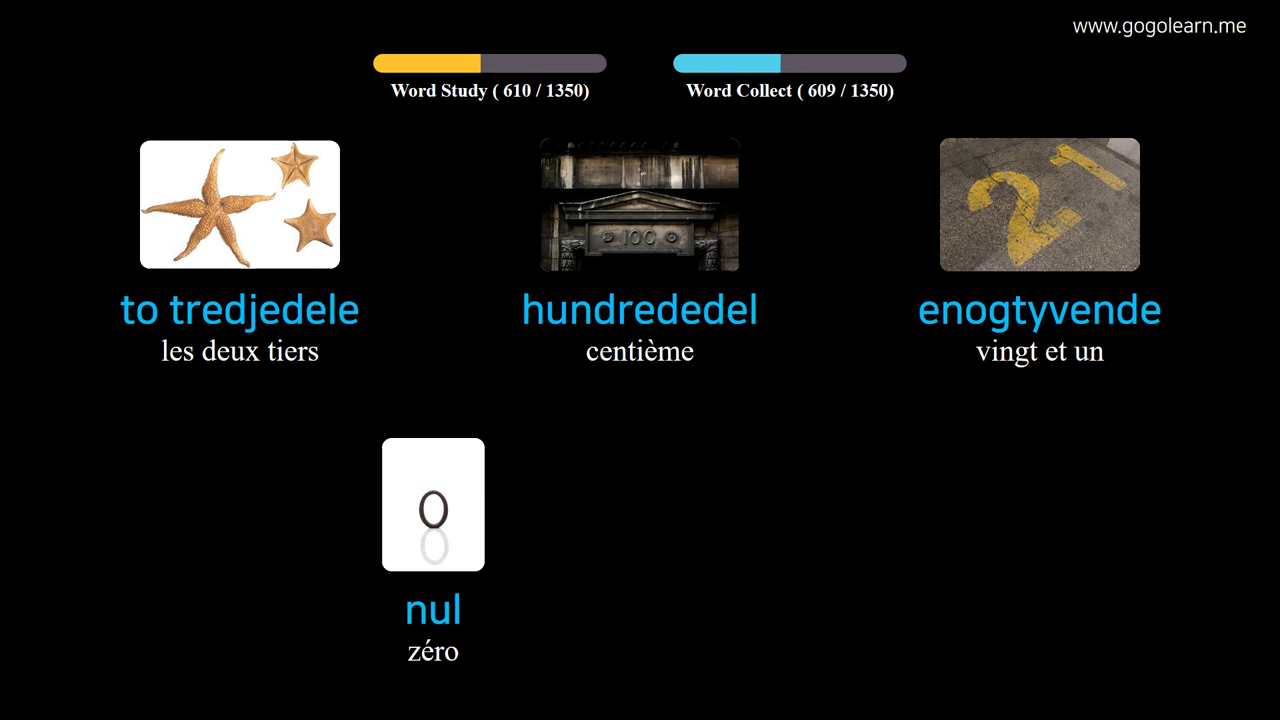 www.gogolearn.me
Word Study ( 610 / 1350)
Word Collect ( 609 / 1350)
100
21
to tredjedele
hundrededel
enogtyvende
les deux tiers
centième
vingt et un
0
nul
zéro